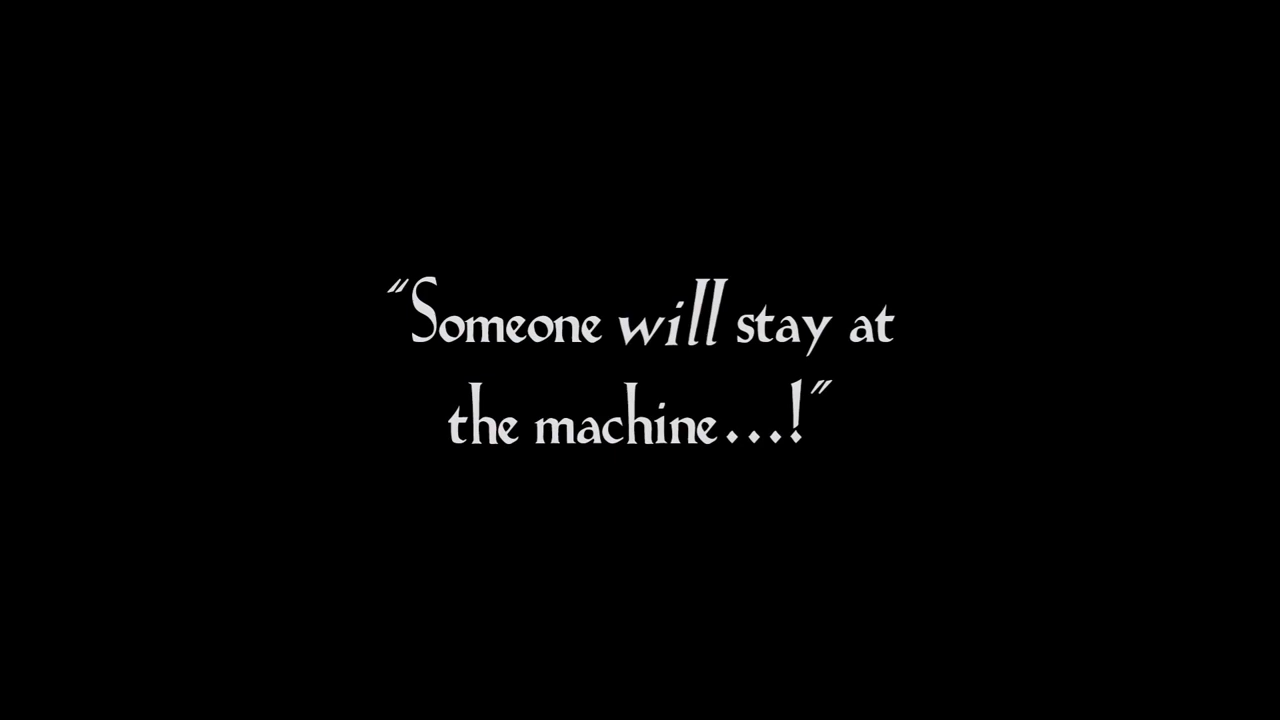 “Someone will stay at
the machine...!”